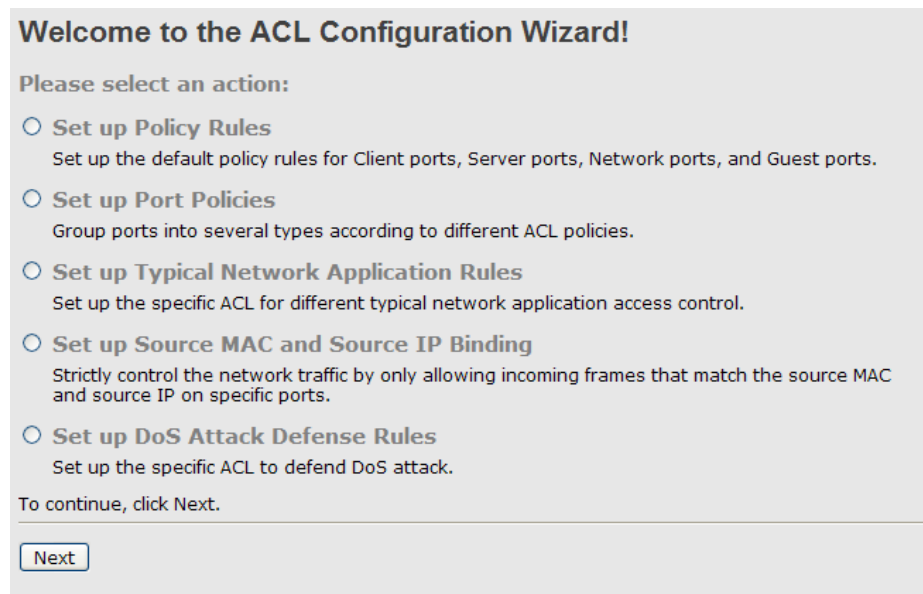 Welcome to the ACL Configuration Wizard!
Please select an action:
Set up Policy Rules
Set up the default policy rules for Client ports, Server ports, Network ports, and Guest ports.
Set up Port Policies
Group ports into several types according to different ACL policies.
Set up Typical Network Application Rules
Set up the specific ACL for different typical network application access control.
Set up Source MAC and Source IP Binding
Strictly control the network traffic by only allowing incoming frames that match the source MAC
and source IP on specific ports.
Set up DoS Attack Defense Rules
Set up the specific ACL to defend DoS attack.
To continue, click Next.
Next